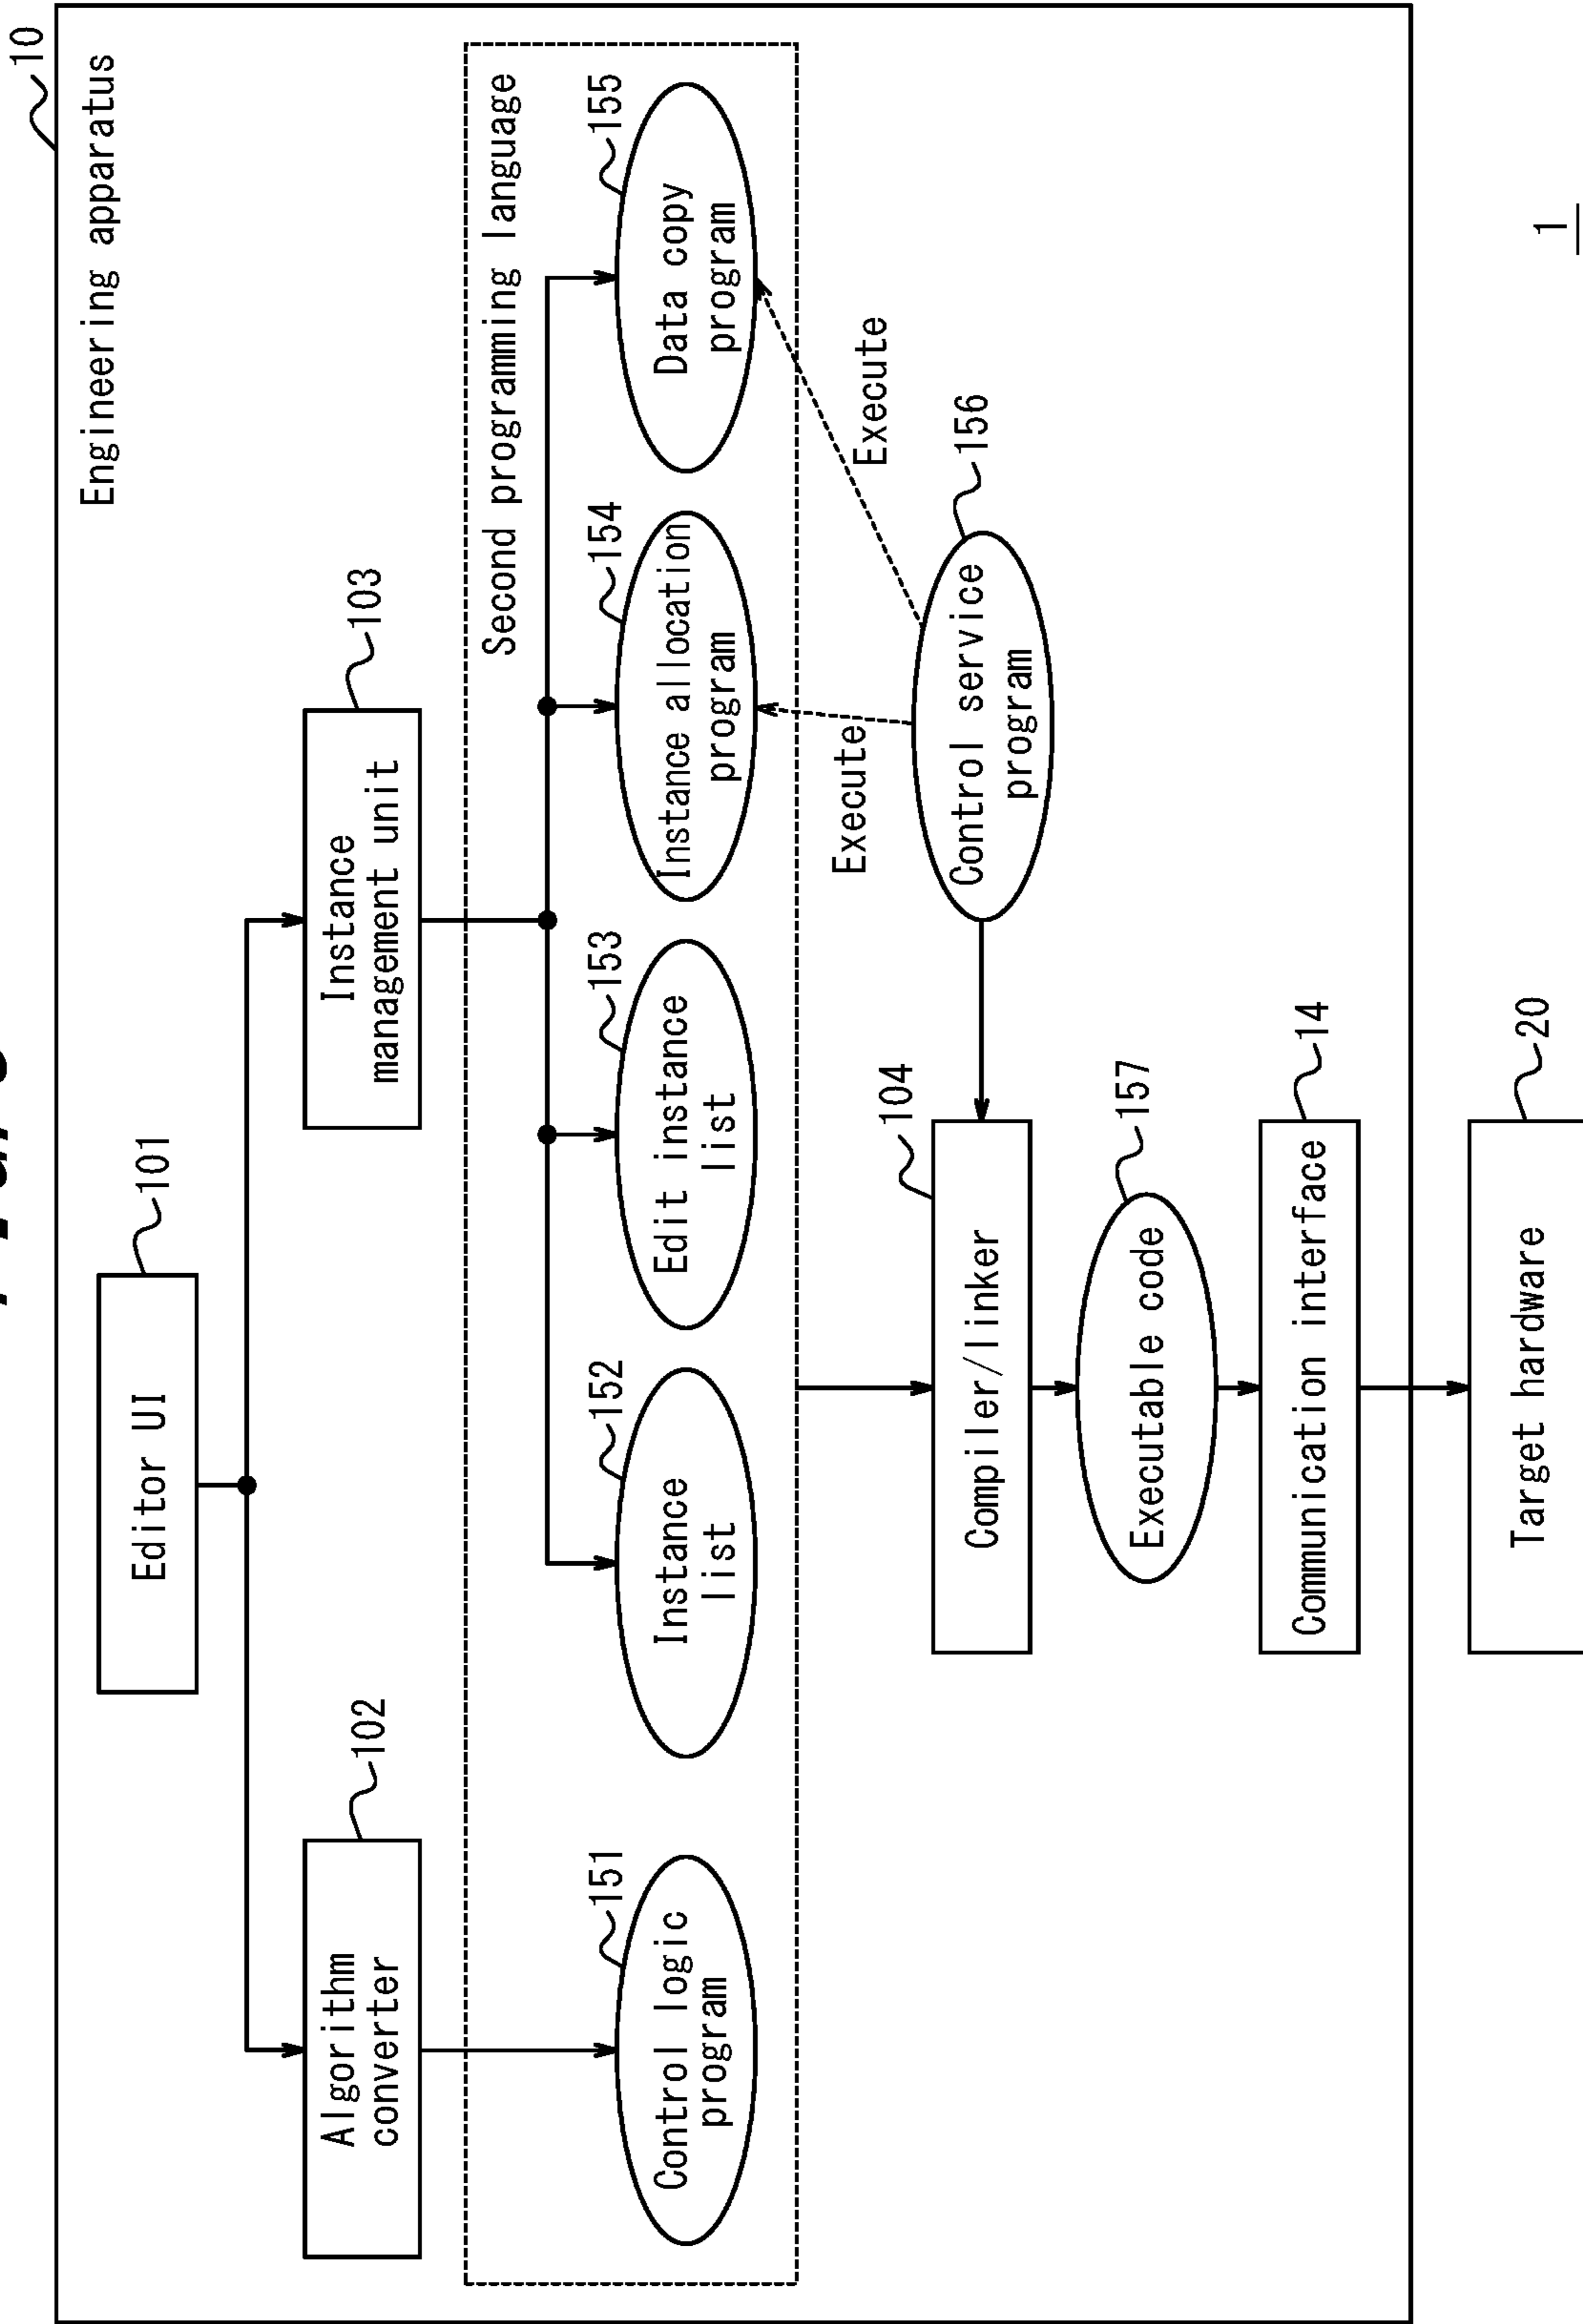 10
Engineering apparatus
101
Editor UI
102
Algorithm
converter
103
Instance
management unit
Second programming language
151
Control logic
program
152
Instance
list
153
Edit instance
list
154
Instance allocation
program
155
Data copy
program
Execute
Execute
156
Control service
program
104
Compiler/linker
157
Executable code
14
Communication interface
20
Target hardware
1